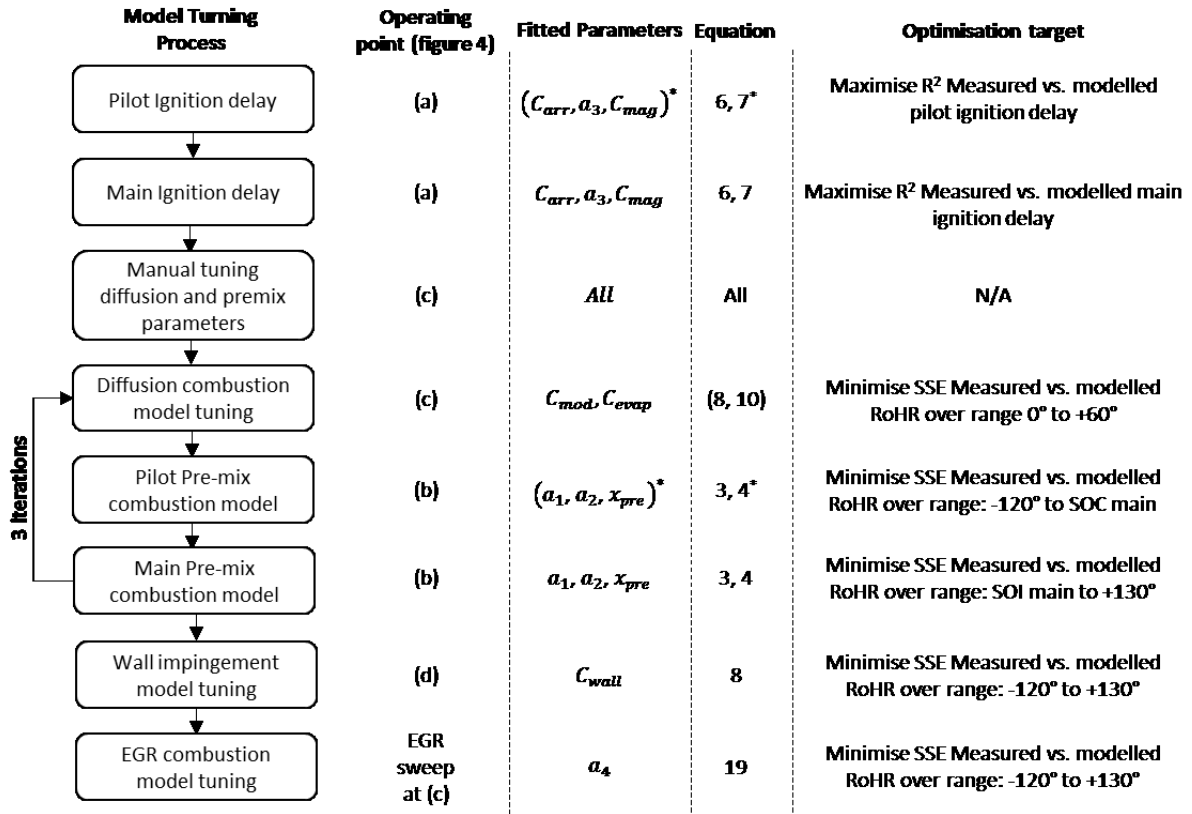 Model Turning
Process
Operating
point (figure 4)
Fitted Parameters
Equation
Optimisation target
Pilot Ignition delay
(a)
(C_arr, a_3, C_mag)*
6, 7*
Maximise R² Measured vs. modelled
pilot ignition delay
Main Ignition delay
(a)
C_arr, a_3, C_mag
6, 7
Maximise R² Measured vs. modelled main
ignition delay
Manual tuning
diffusion and premix
parameters
(c)
All
All
N/A
Diffusion combustion
model tuning
(c)
C_mod, C_evap
(8, 10)
Minimise SSE Measured vs. modelled
RoHR over range 0° to +60°
3 Iterations
Pilot Pre-mix
combustion model
(b)
(a_1, a_2, x_pre)*
3, 4*
Minimise SSE Measured vs. modelled
RoHR over range: -120° to SOC main
Main Pre-mix
combustion model
(b)
a_1, a_2, x_pre
3, 4
Minimise SSE Measured vs. modelled
RoHR over range: SOI main to +130°
Wall impingement
model tuning
(d)
C_wall
8
Minimise SSE Measured vs. modelled
RoHR over range: -120° to +130°
EGR combustion
model tuning
EGR
sweep
at (c)
a_4
19
Minimise SSE Measured vs. modelled
RoHR over range: -120° to +130°